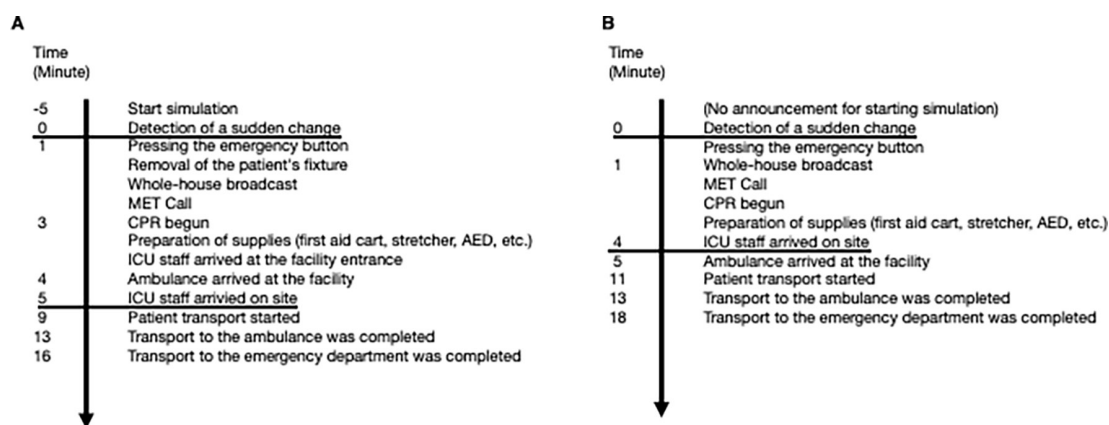 A
Time
(Minute)
-5 Start simulation
0 Detection of a sudden change
1 Pressing the emergency button
Removal of the patient's fixture
Whole-house broadcast
MET Call
3 CPR begun
Preparation of supplies (first aid cart, stretcher, AED, etc.)
ICU staff arrived at the facility entrance
4 Ambulance arrived at the facility
5 ICU staff arrivied on site
9 Patient transport started
13 Transport to the ambulance was completed
16 Transport to the emergency department was completed
B
Time
(Minute)
(No announcement for starting simulation)
0 Detection of a sudden change
Pressing the emergency button
1 Whole-house broadcast
MET Call
CPR begun
Preparation of supplies (first aid cart, stretcher, AED, etc.)
4 ICU staff arrived on site
5 Ambulance arrived at the facility
11 Patient transport started
13 Transport to the ambulance was completed
18 Transport to the emergency department was completed